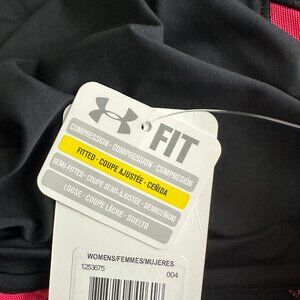 FIT
COMPRESSION · COMPRESSION · COMPRESIÓN
FITTED · COUPE AJUSTÉE · CEÑIDA
SEMI-FITTED · COUPE SEMI-AJUSTÉE · SEMICEÑIDO
LOOSE · COUPE LÂCHE · SUELTO
WOMENS/FEMMES/MUJERES
1253675 004